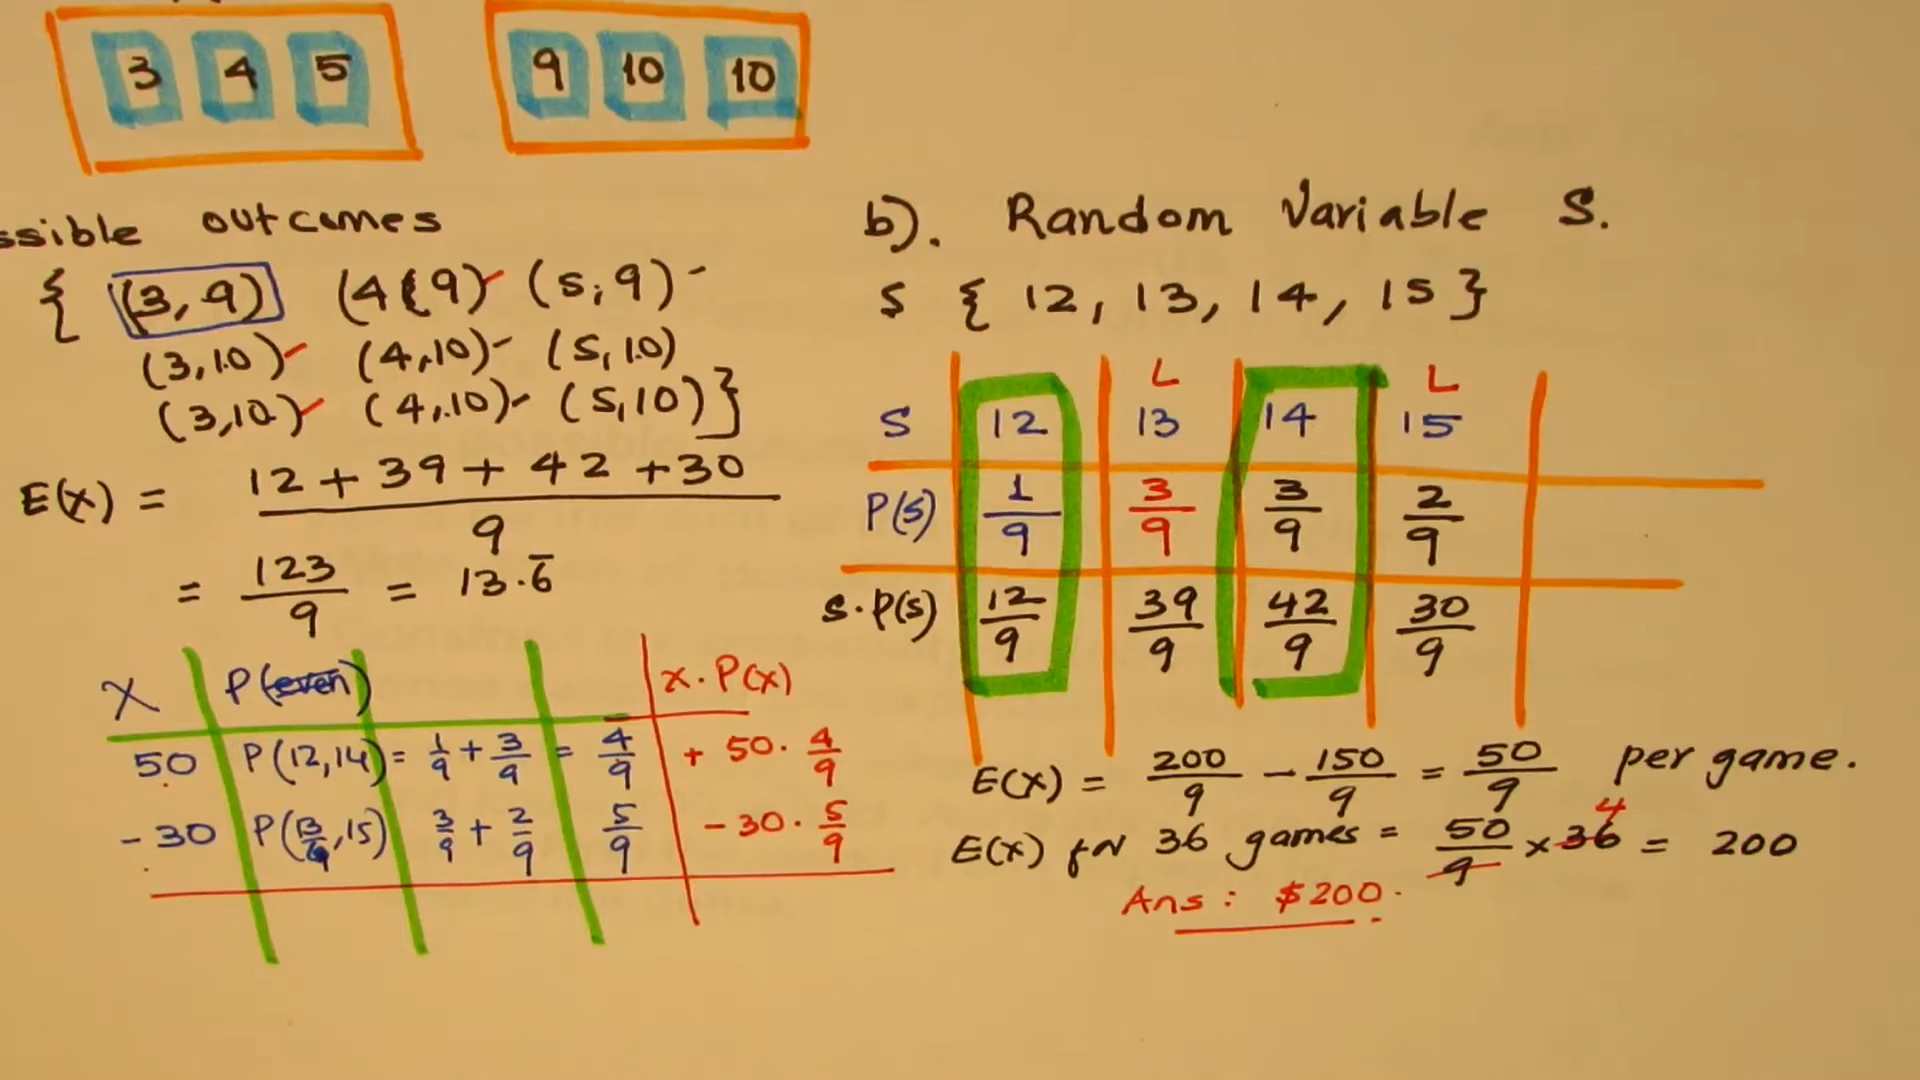 3 4 5
9 10 10
ssible outcomes
{ (3, 9) (4, 9) (5, 9)
(3, 10) (4, 10) (5, 10)
(3, 10) (4, 10) (5, 10) }
E(x) = 12 + 39 + 42 + 30 / 9
= 123/9 = 13.6̅
X P(even) x · P(x)
50 P(12, 14) = 1/9 + 3/9 = 4/9 + 50 · 4/9
- 30 P(13, 15) 3/9 + 2/9 5/9 - 30 · 5/9
b). Random Variable S.
S { 12, 13, 14, 15 }
L L
S 12 13 14 15
P(S) 1/9 3/9 3/9 2/9
S · P(S) 12/9 39/9 42/9 30/9
E(X) = 200/9 - 150/9 = 50/9 per game.
4
E(X) for 36 games = 50/9 × 36 = 200
Ans : $200.